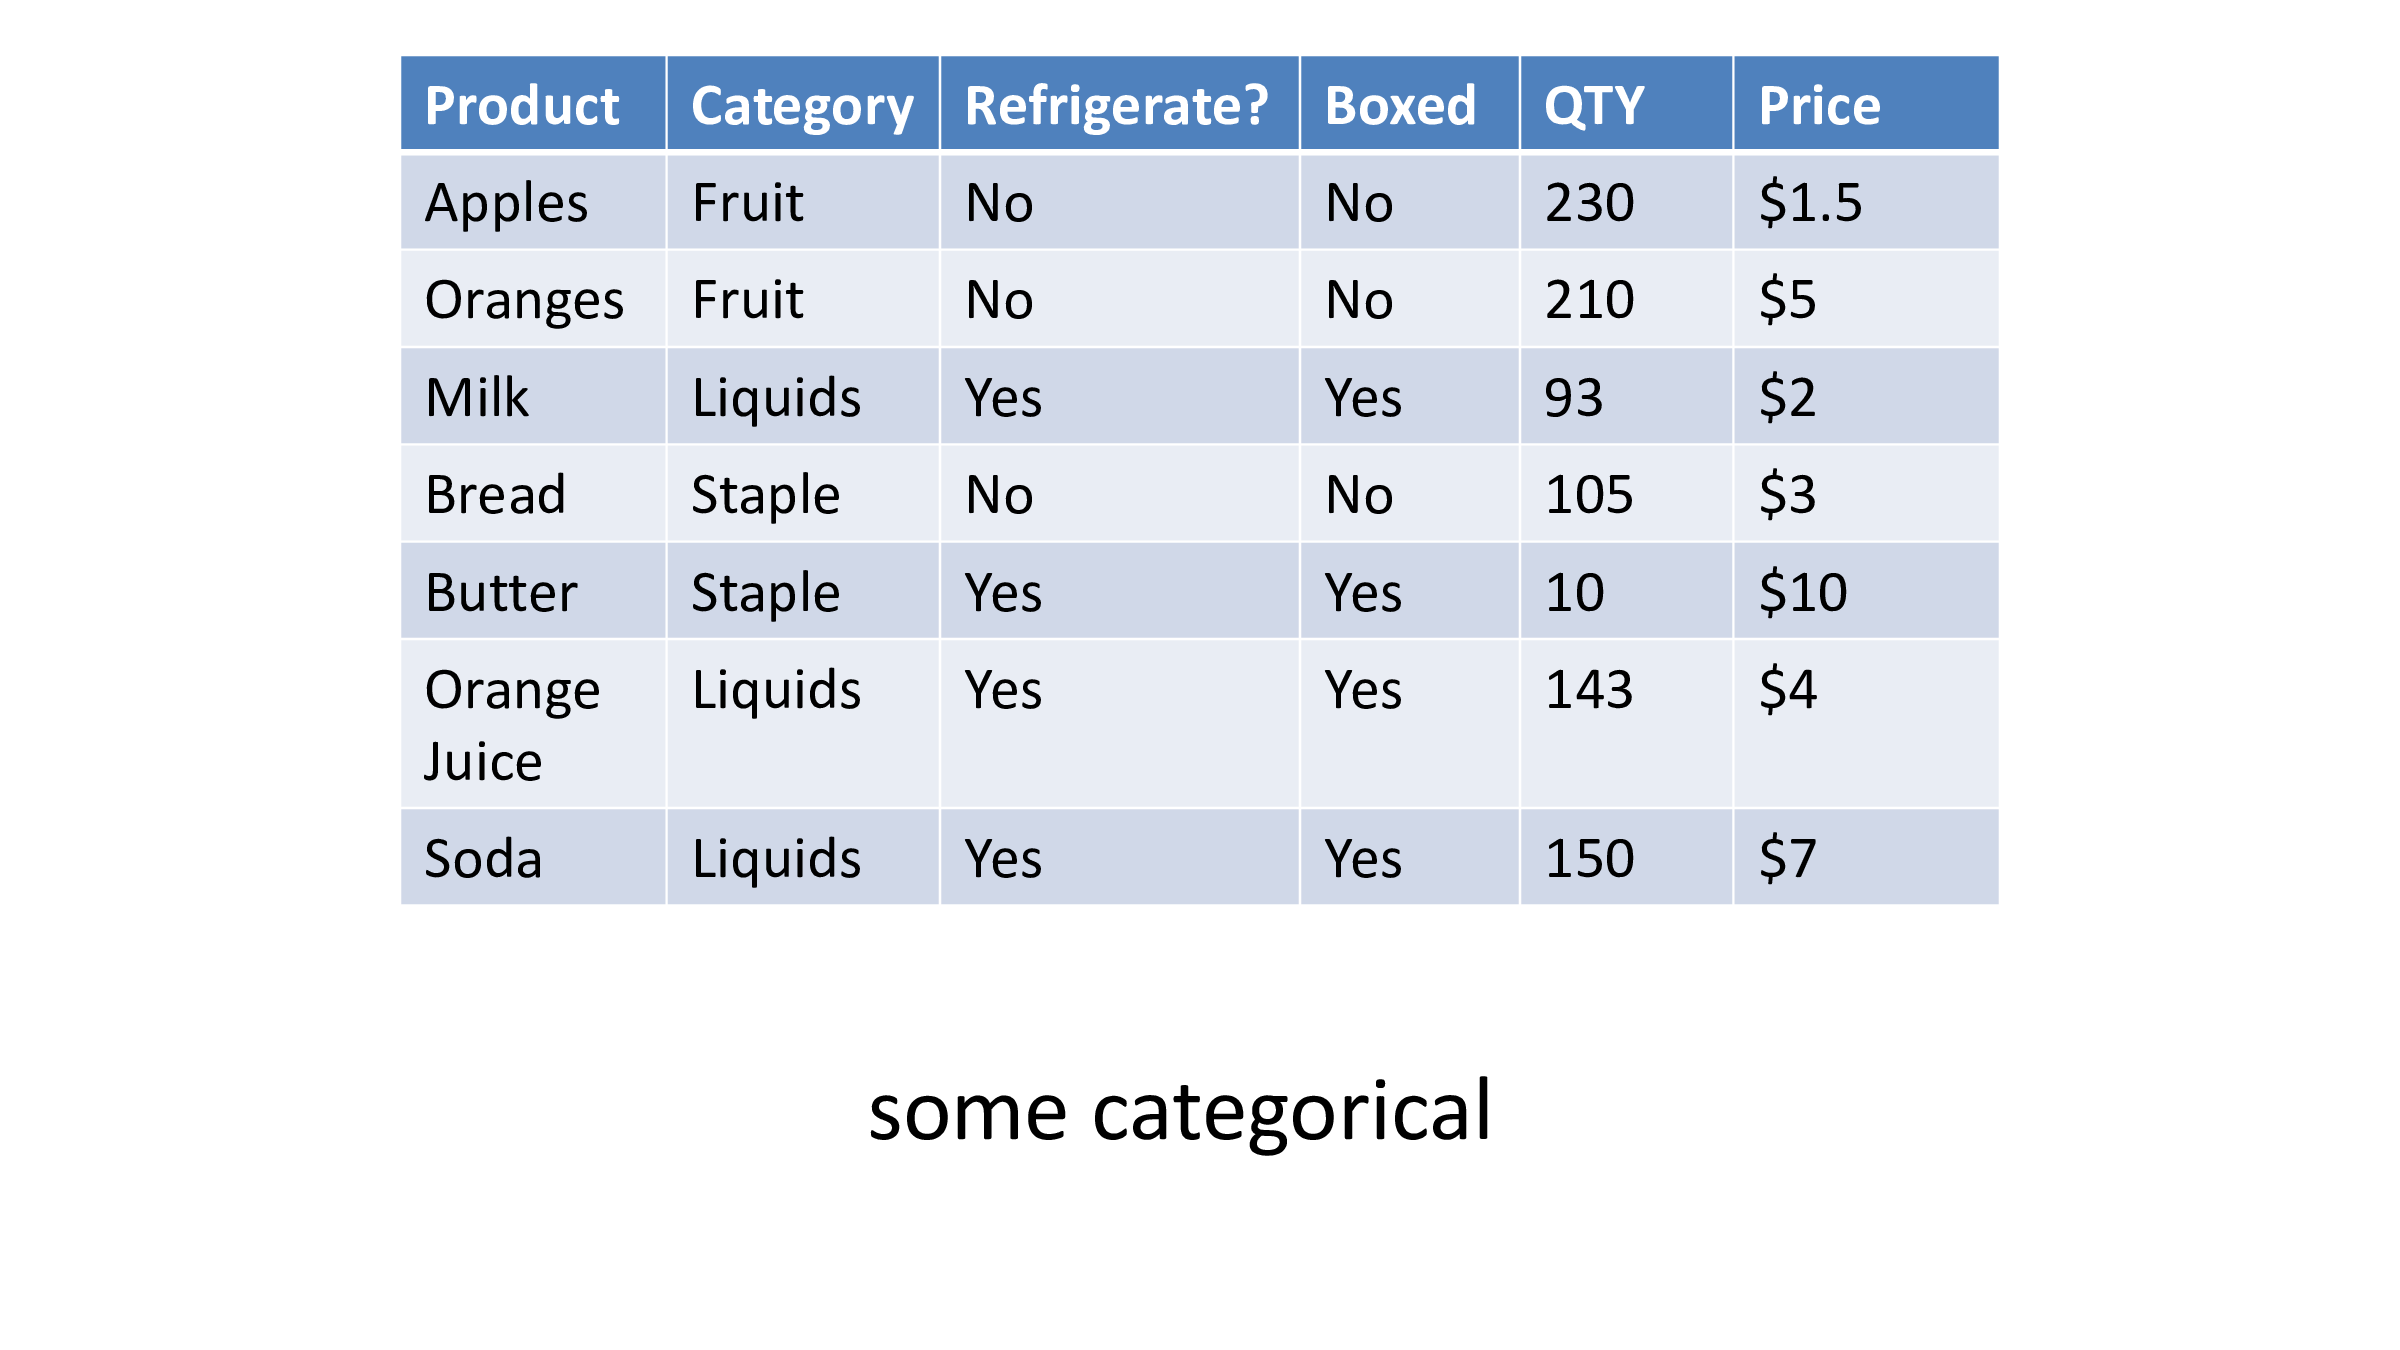 Product Category Refrigerate? Boxed QTY Price
Apples Fruit No No 230 $1.5
Oranges Fruit No No 210 $5
Milk Liquids Yes Yes 93 $2
Bread Staple No No 105 $3
Butter Staple Yes Yes 10 $10
Orange Liquids Yes Yes 143 $4
Juice
Soda Liquids Yes Yes 150 $7
some categorical